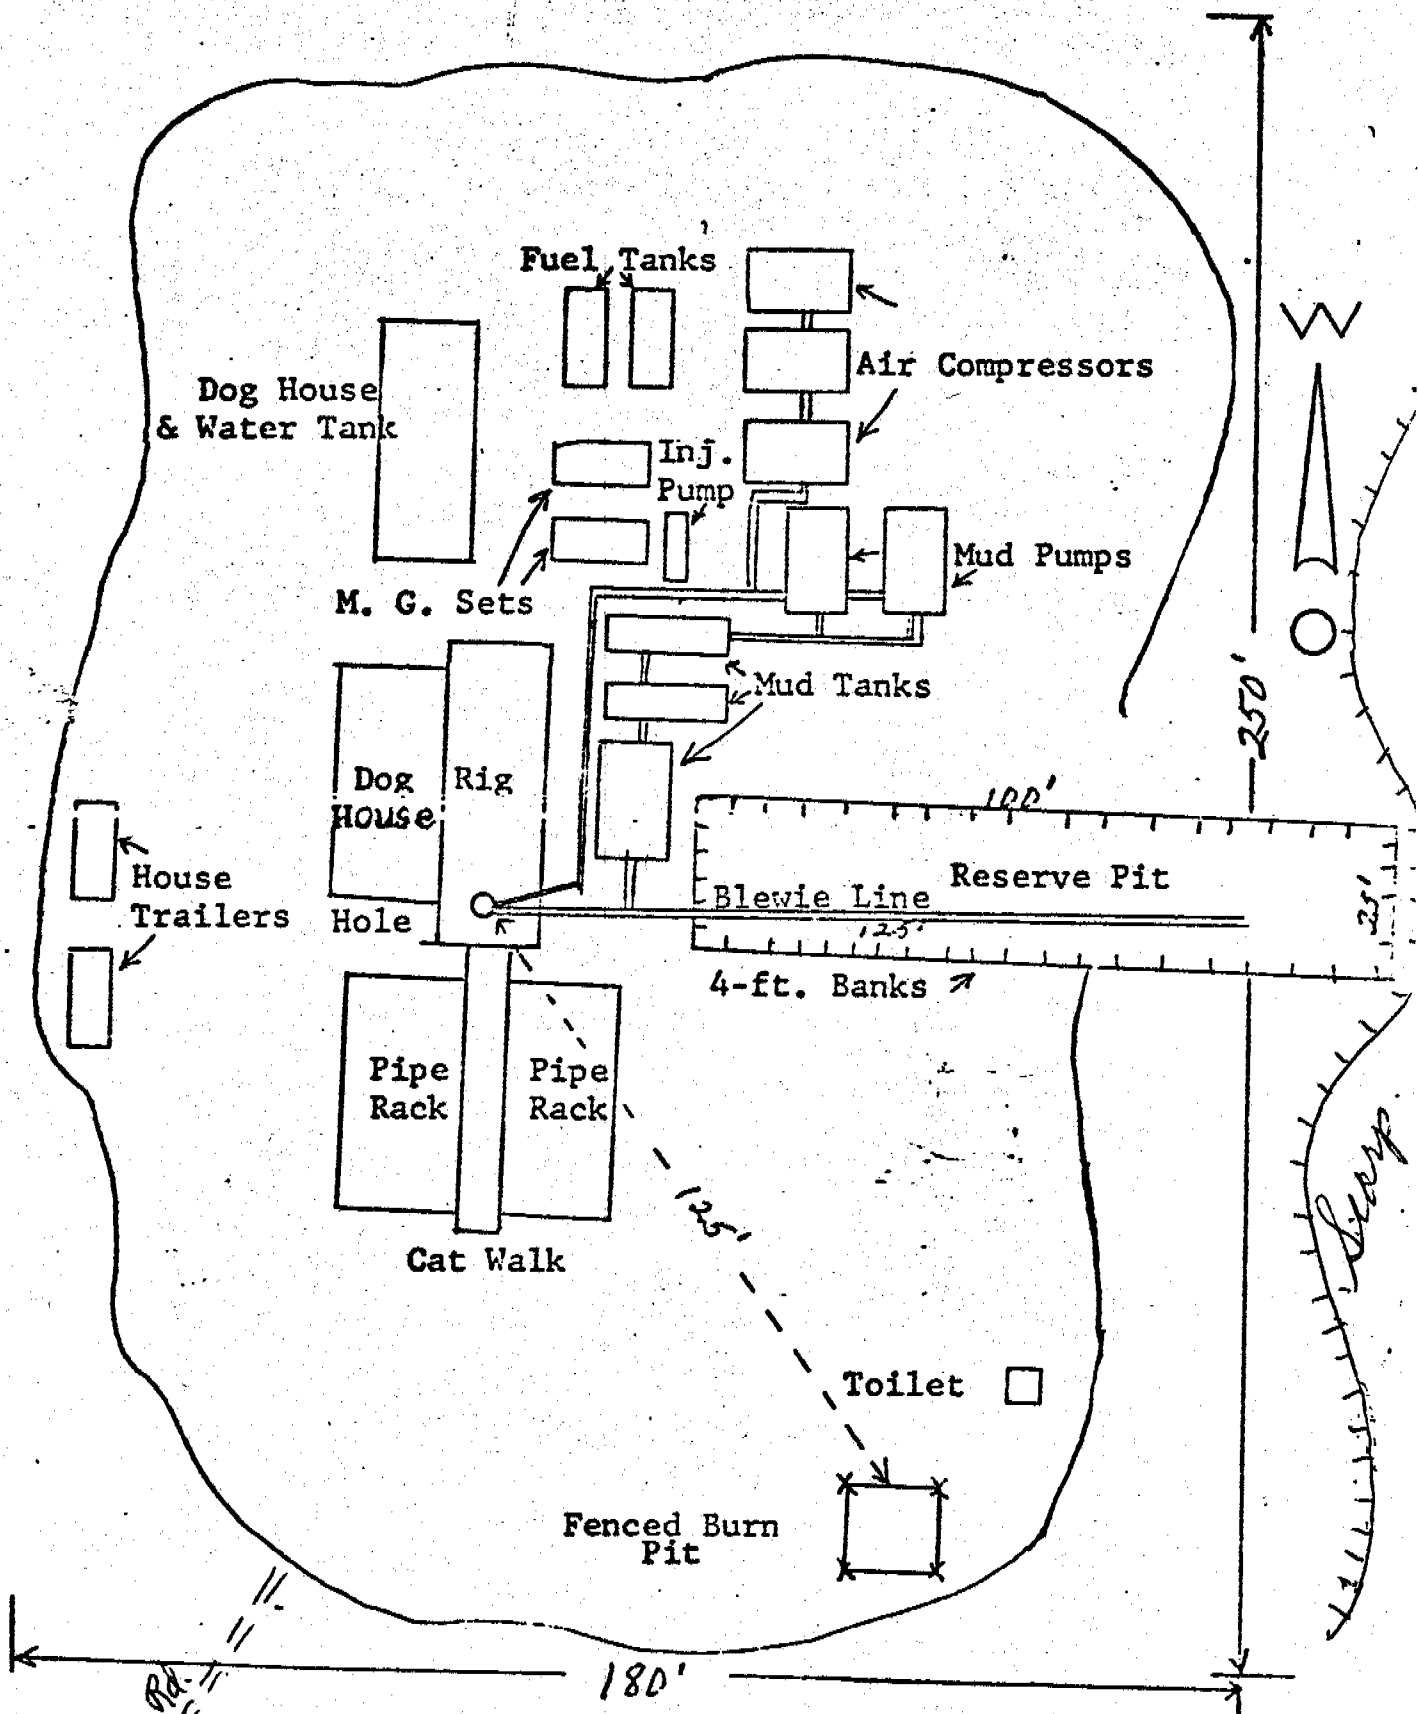 W
Fuel Tanks
Air Compressors
Dog House
& Water Tank
Inj.
Pump
Mud Pumps
M. G. Sets
Mud Tanks
250'
Dog
House
Rig
100'
House
Trailers
Reserve Pit
Blewie Line
125'
25'
Hole
4-ft. Banks
Pipe
Rack
Pipe
Rack
125'
Scarp.
Cat Walk
Toilet
Fenced Burn
Pit
180'
Rd.